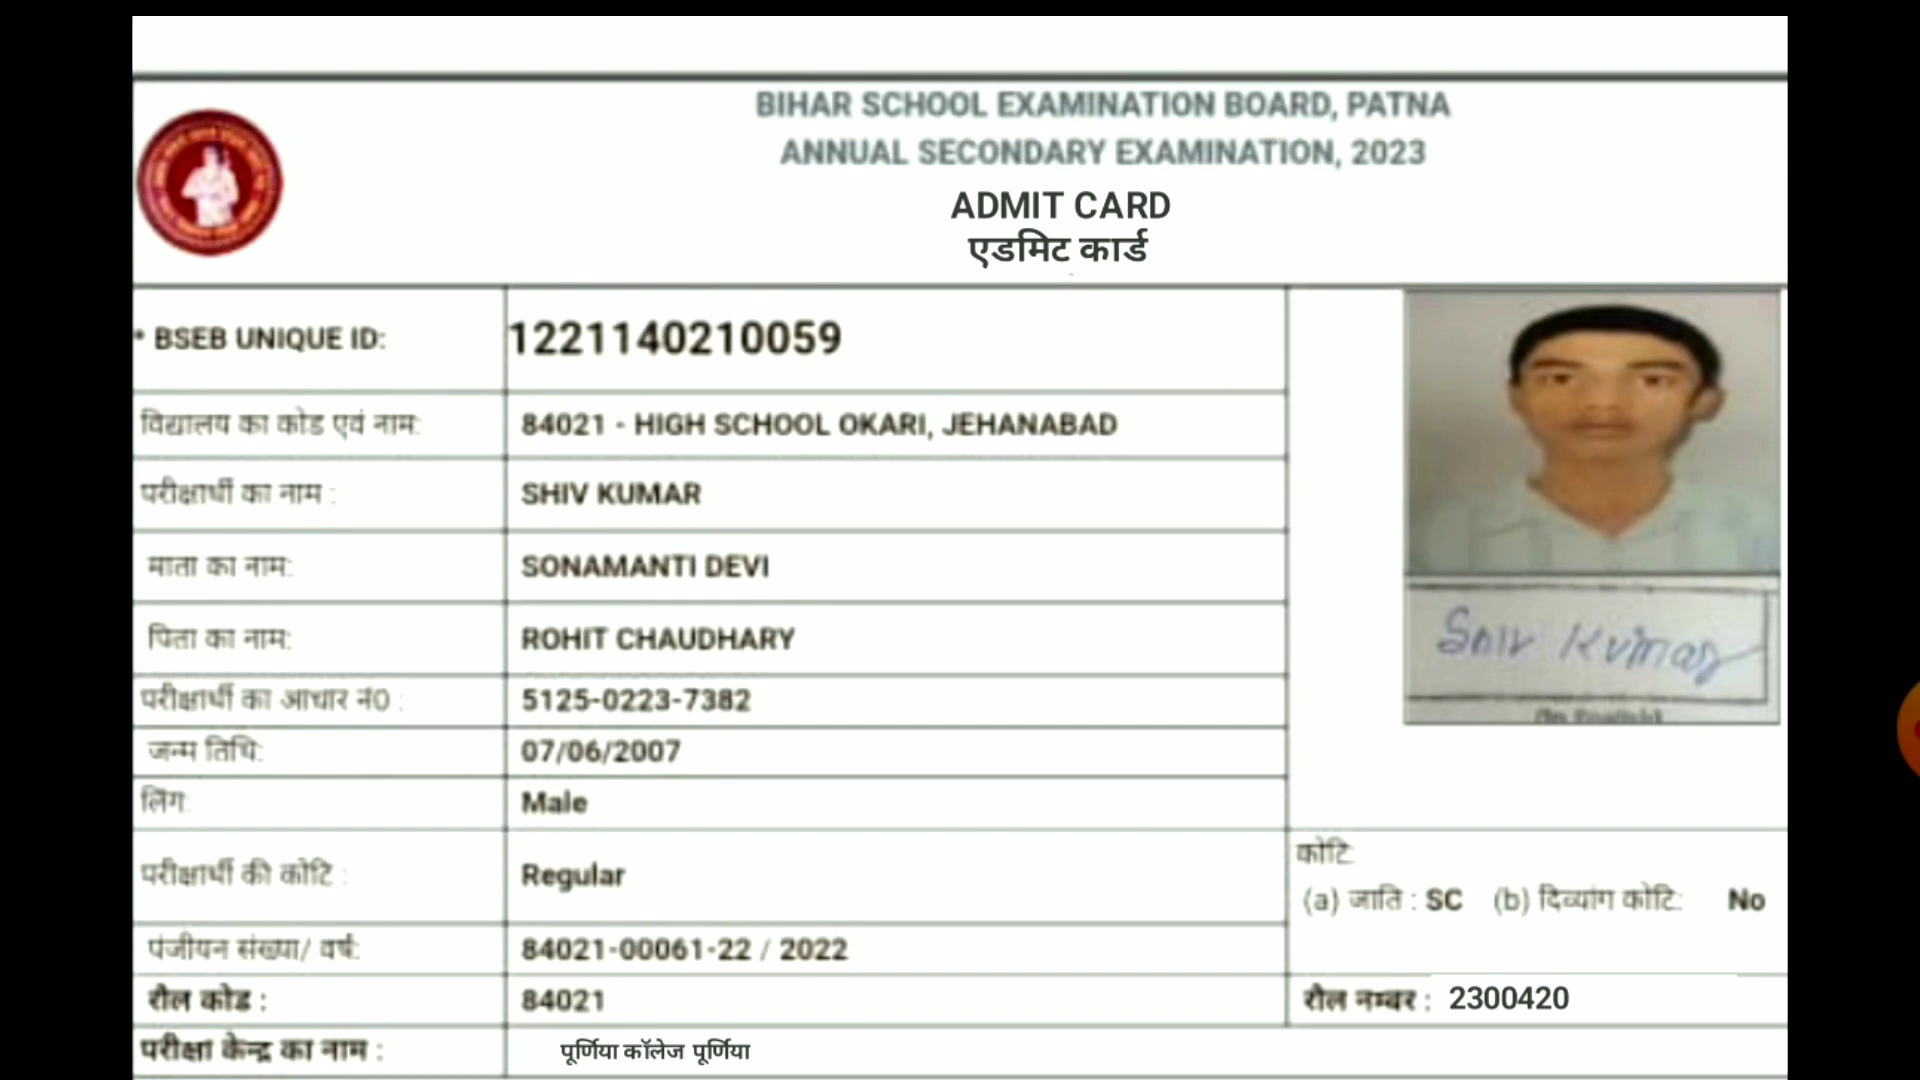 BIHAR SCHOOL EXAMINATION BOARD, PATNA
ANNUAL SECONDARY EXAMINATION, 2023
ADMIT CARD
एडमिट कार्ड
* BSEB UNIQUE ID: 1221140210059
विद्यालय का कोड एवं नाम: 84021 - HIGH SCHOOL OKARI, JEHANABAD
परीक्षार्थी का नाम : SHIV KUMAR
माता का नाम: SONAMANTI DEVI
पिता का नाम: ROHIT CHAUDHARY
Shiv Kumar
परीक्षार्थी का आधार नं0 : 5125-0223-7382
(In English)
जन्म तिथि: 07/06/2007
लिंग: Male
परीक्षार्थी की कोटि : Regular
कोटि:
(a) जाति : SC (b) दिव्यांग कोटि: No
पंजीयन संख्या/ वर्ष: 84021-00061-22 / 2022
रौल कोड : 84021 रौल नम्बर : 2300420
परीक्षा केन्द्र का नाम : पूर्णिया कॉलेज पूर्णिया